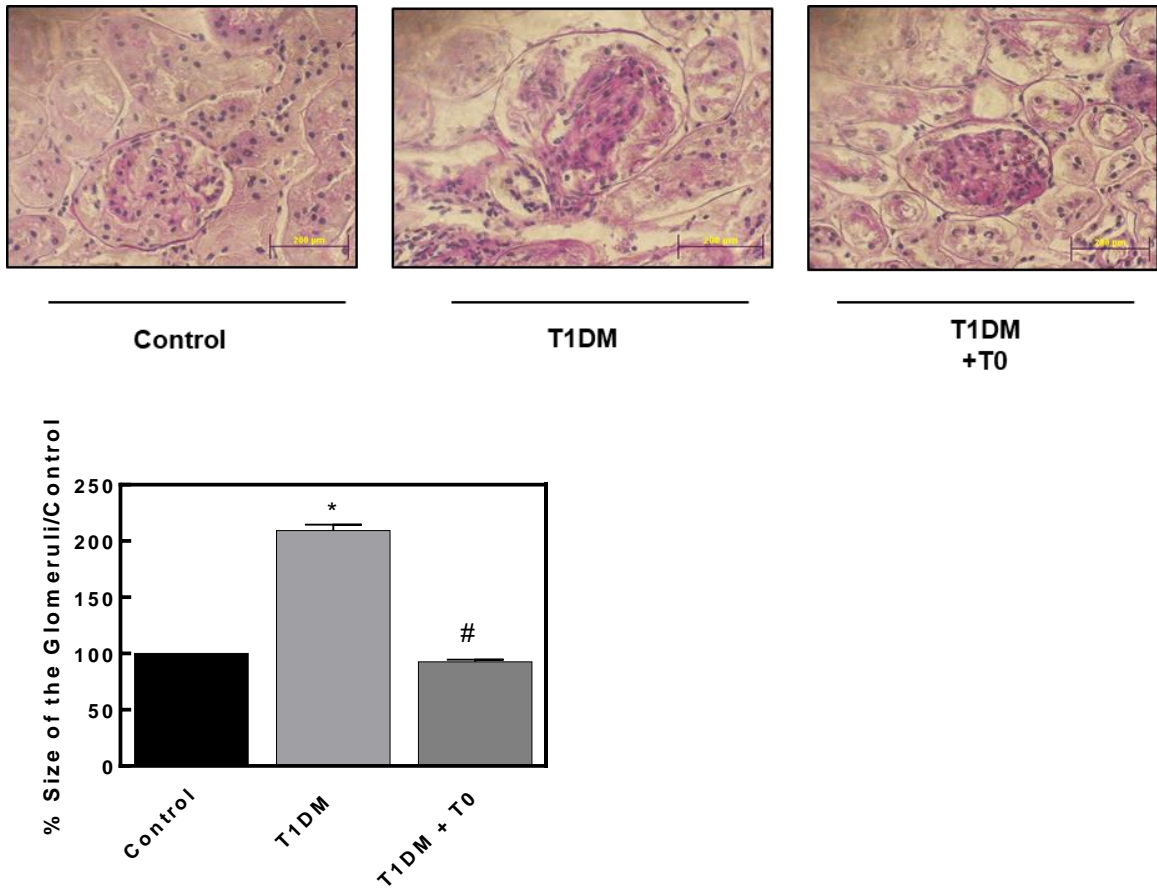 200 µm
200 µm
200 µm
Control
T1DM
T1DM
+T0
% Size of the Glomeruli/Control
250
200
150
100
50
0
*
#
Control
T1DM
T1DM + T0